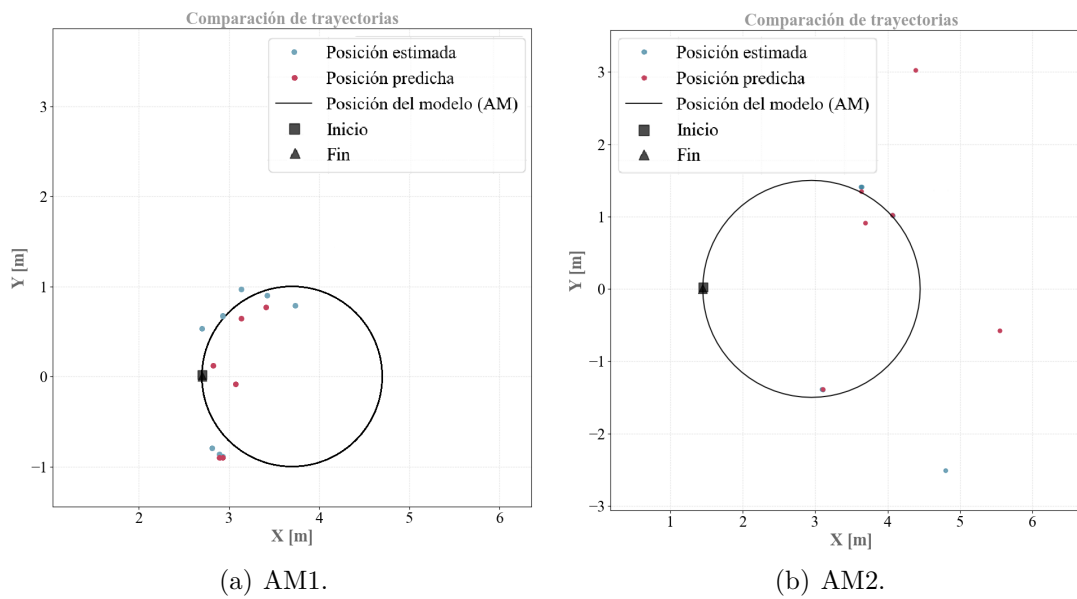 Comparación de trayectorias
Posición estimada
Posición predicha
Posición del modelo (AM)
Inicio
Fin
3
2
1
0
−1
Y [m]
2
3
4
5
6
X [m]
(a) AM1.
Comparación de trayectorias
Posición estimada
Posición predicha
Posición del modelo (AM)
Inicio
Fin
3
2
1
0
−1
−2
−3
Y [m]
1
2
3
4
5
6
X [m]
(b) AM2.